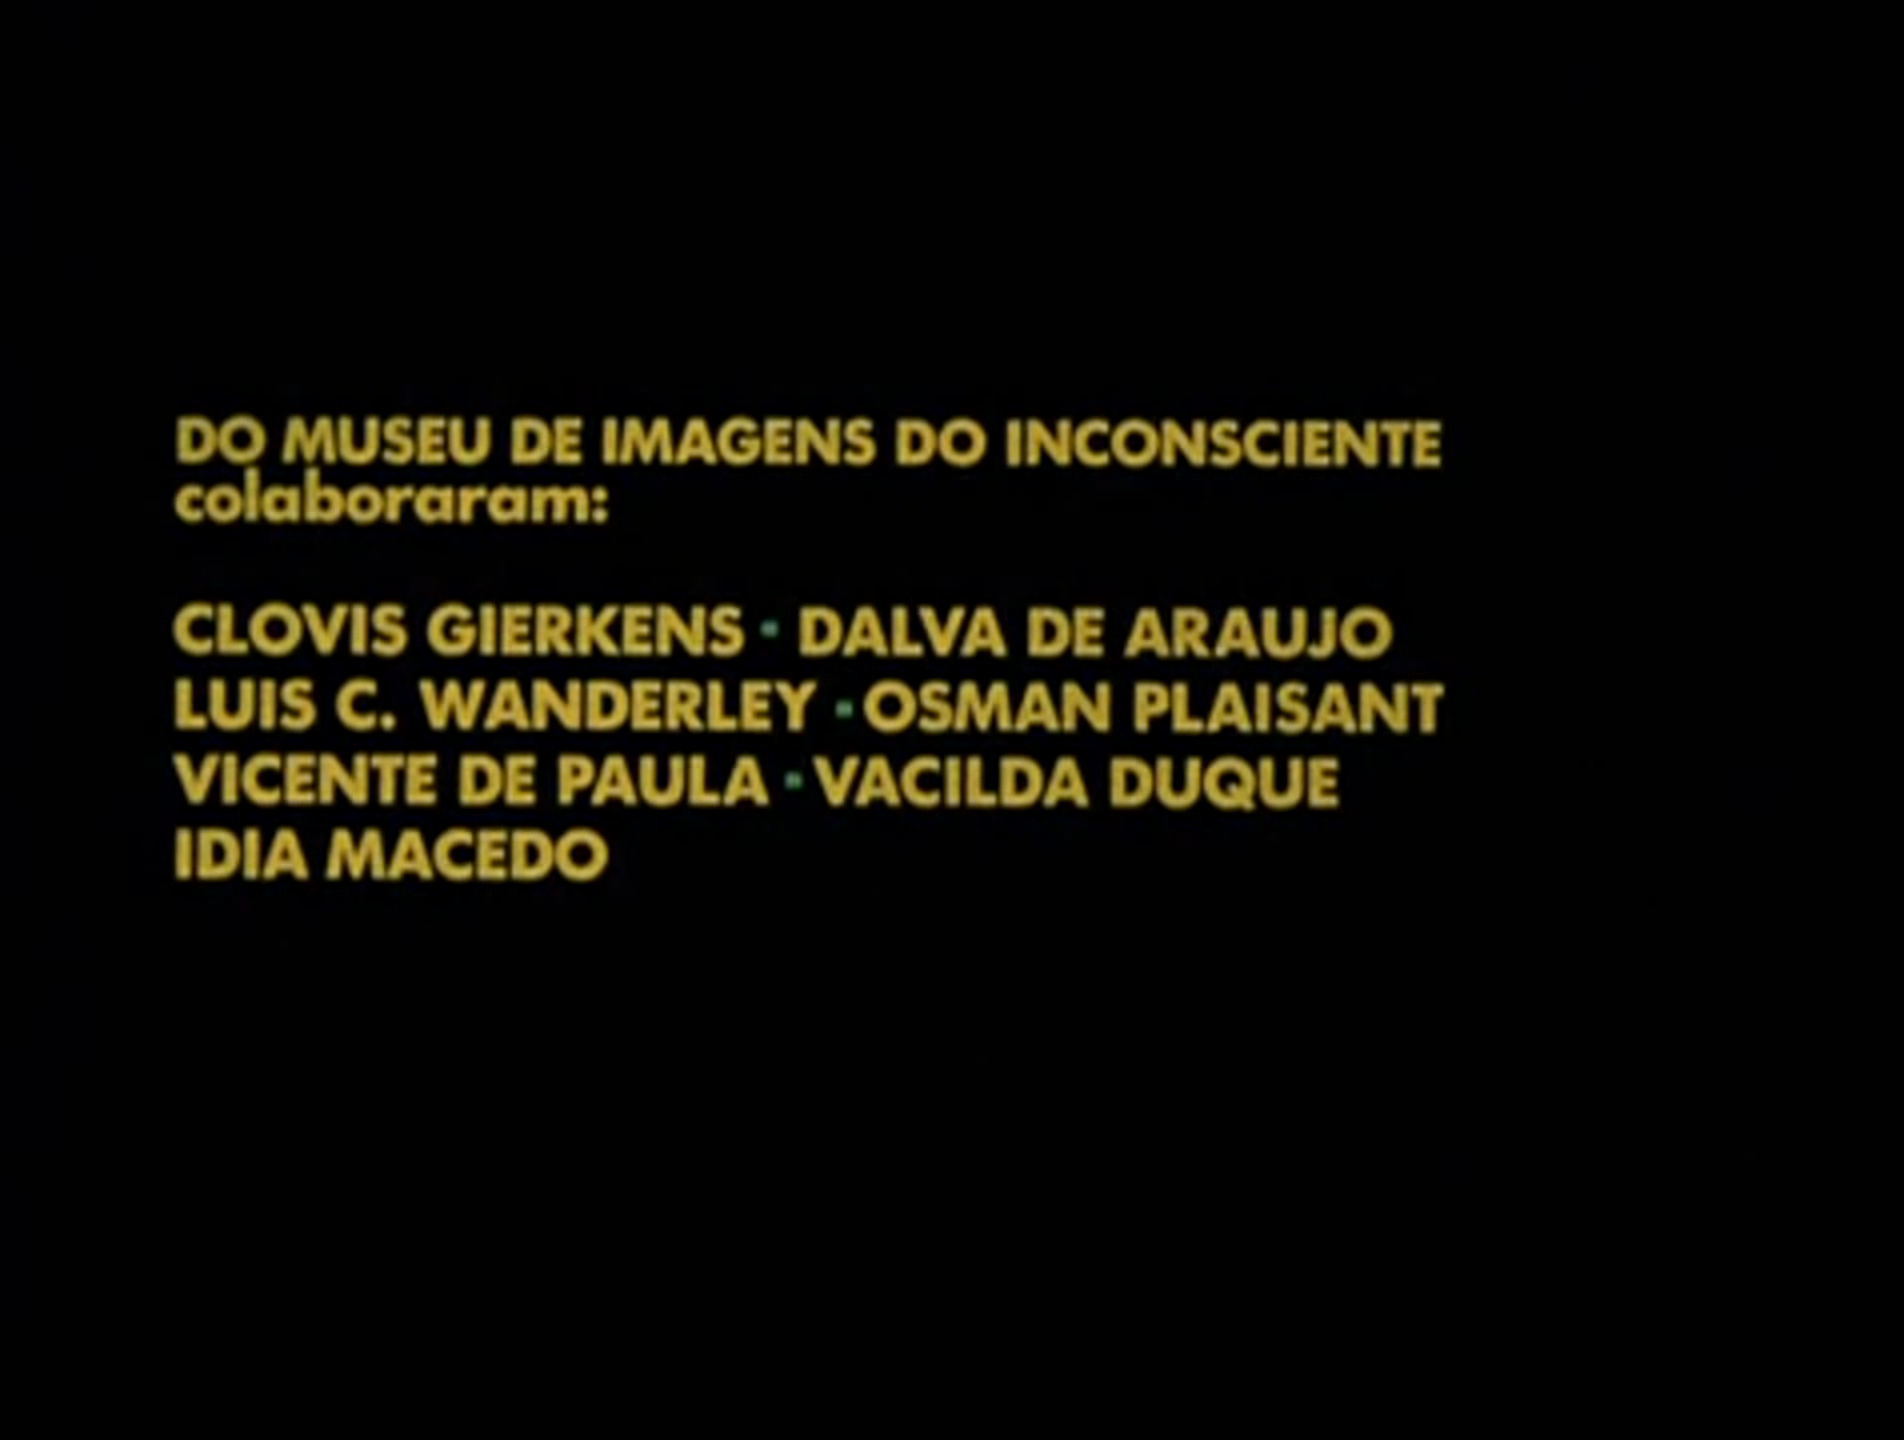 DO MUSEU DE IMAGENS DO INCONSCIENTE
colaboraram:
CLOVIS GIERKENS · DALVA DE ARAUJO
LUIS C. WANDERLEY · OSMAN PLAISANT
VICENTE DE PAULA · VACILDA DUQUE
IDIA MACEDO